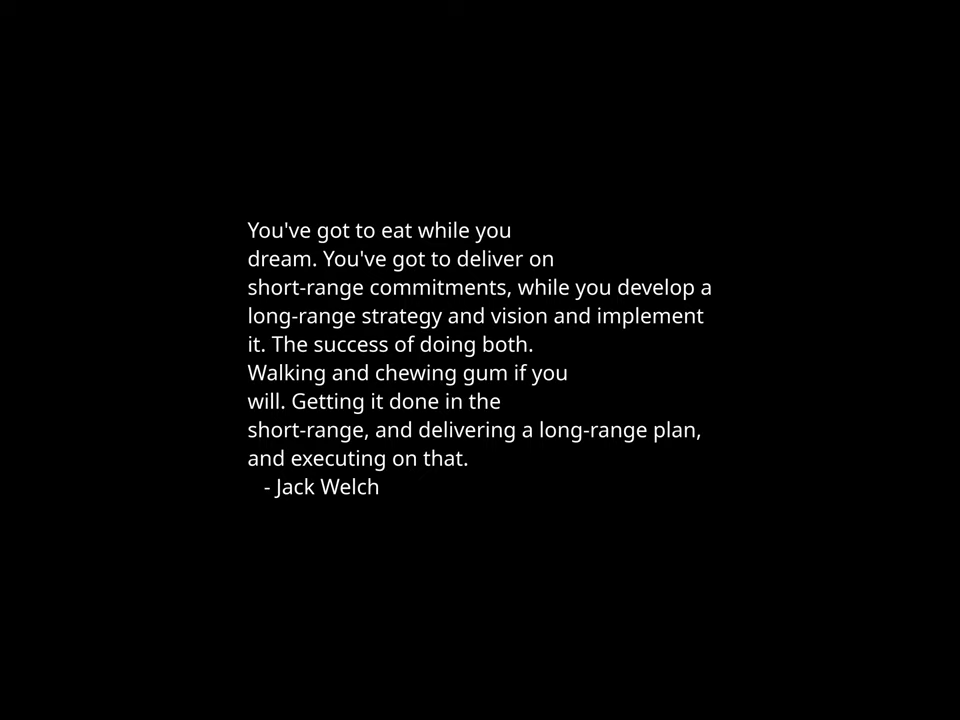 You've got to eat while you
dream. You've got to deliver on
short-range commitments, while you develop a
long-range strategy and vision and implement
it. The success of doing both.
Walking and chewing gum if you
will. Getting it done in the
short-range, and delivering a long-range plan,
and executing on that.
- Jack Welch